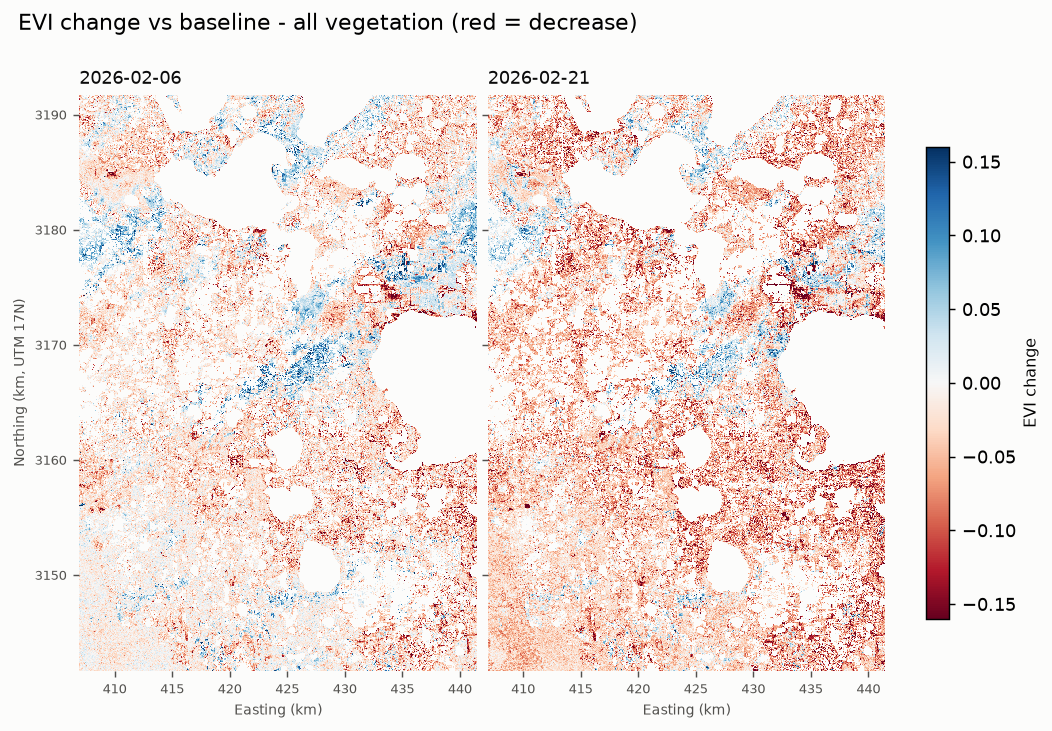 EVI change vs baseline - all vegetation (red = decrease)
2026-02-06
2026-02-21
3190
3180
3170
3160
3150
Northing (km, UTM 17N)
410 415 420 425 430 435 440
410 415 420 425 430 435 440
Easting (km)
Easting (km)
0.15
0.10
0.05
0.00
−0.05
−0.10
−0.15
EVI change